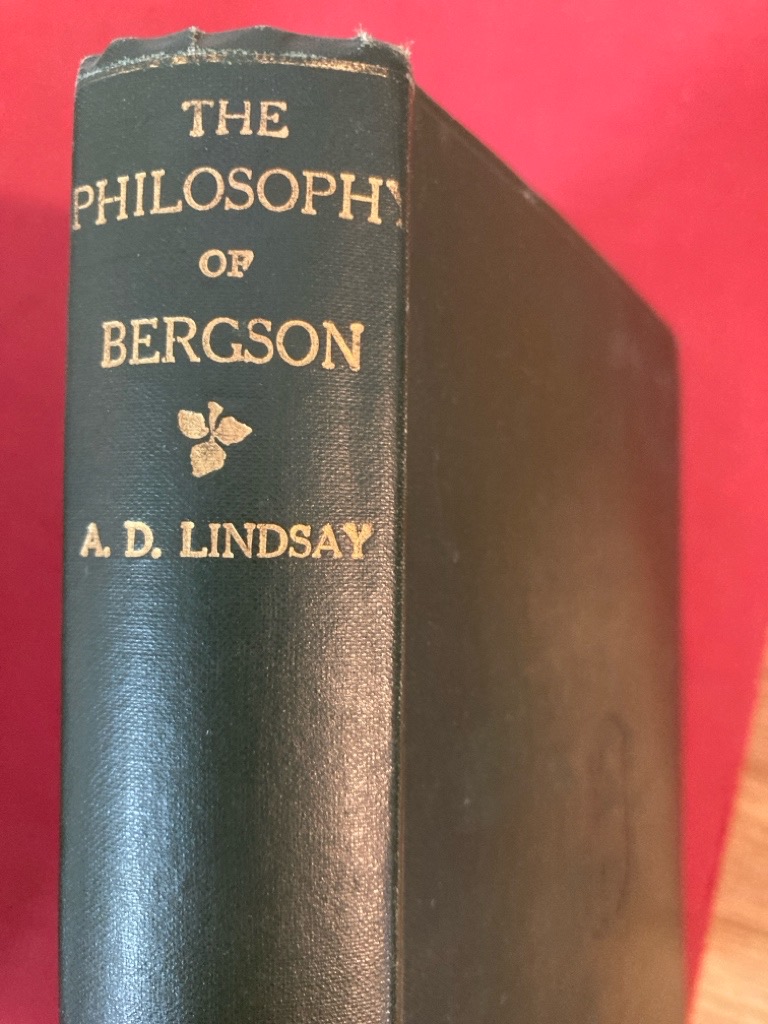 THE
PHILOSOPHY
OF
BERGSON
A. D. LINDSAY